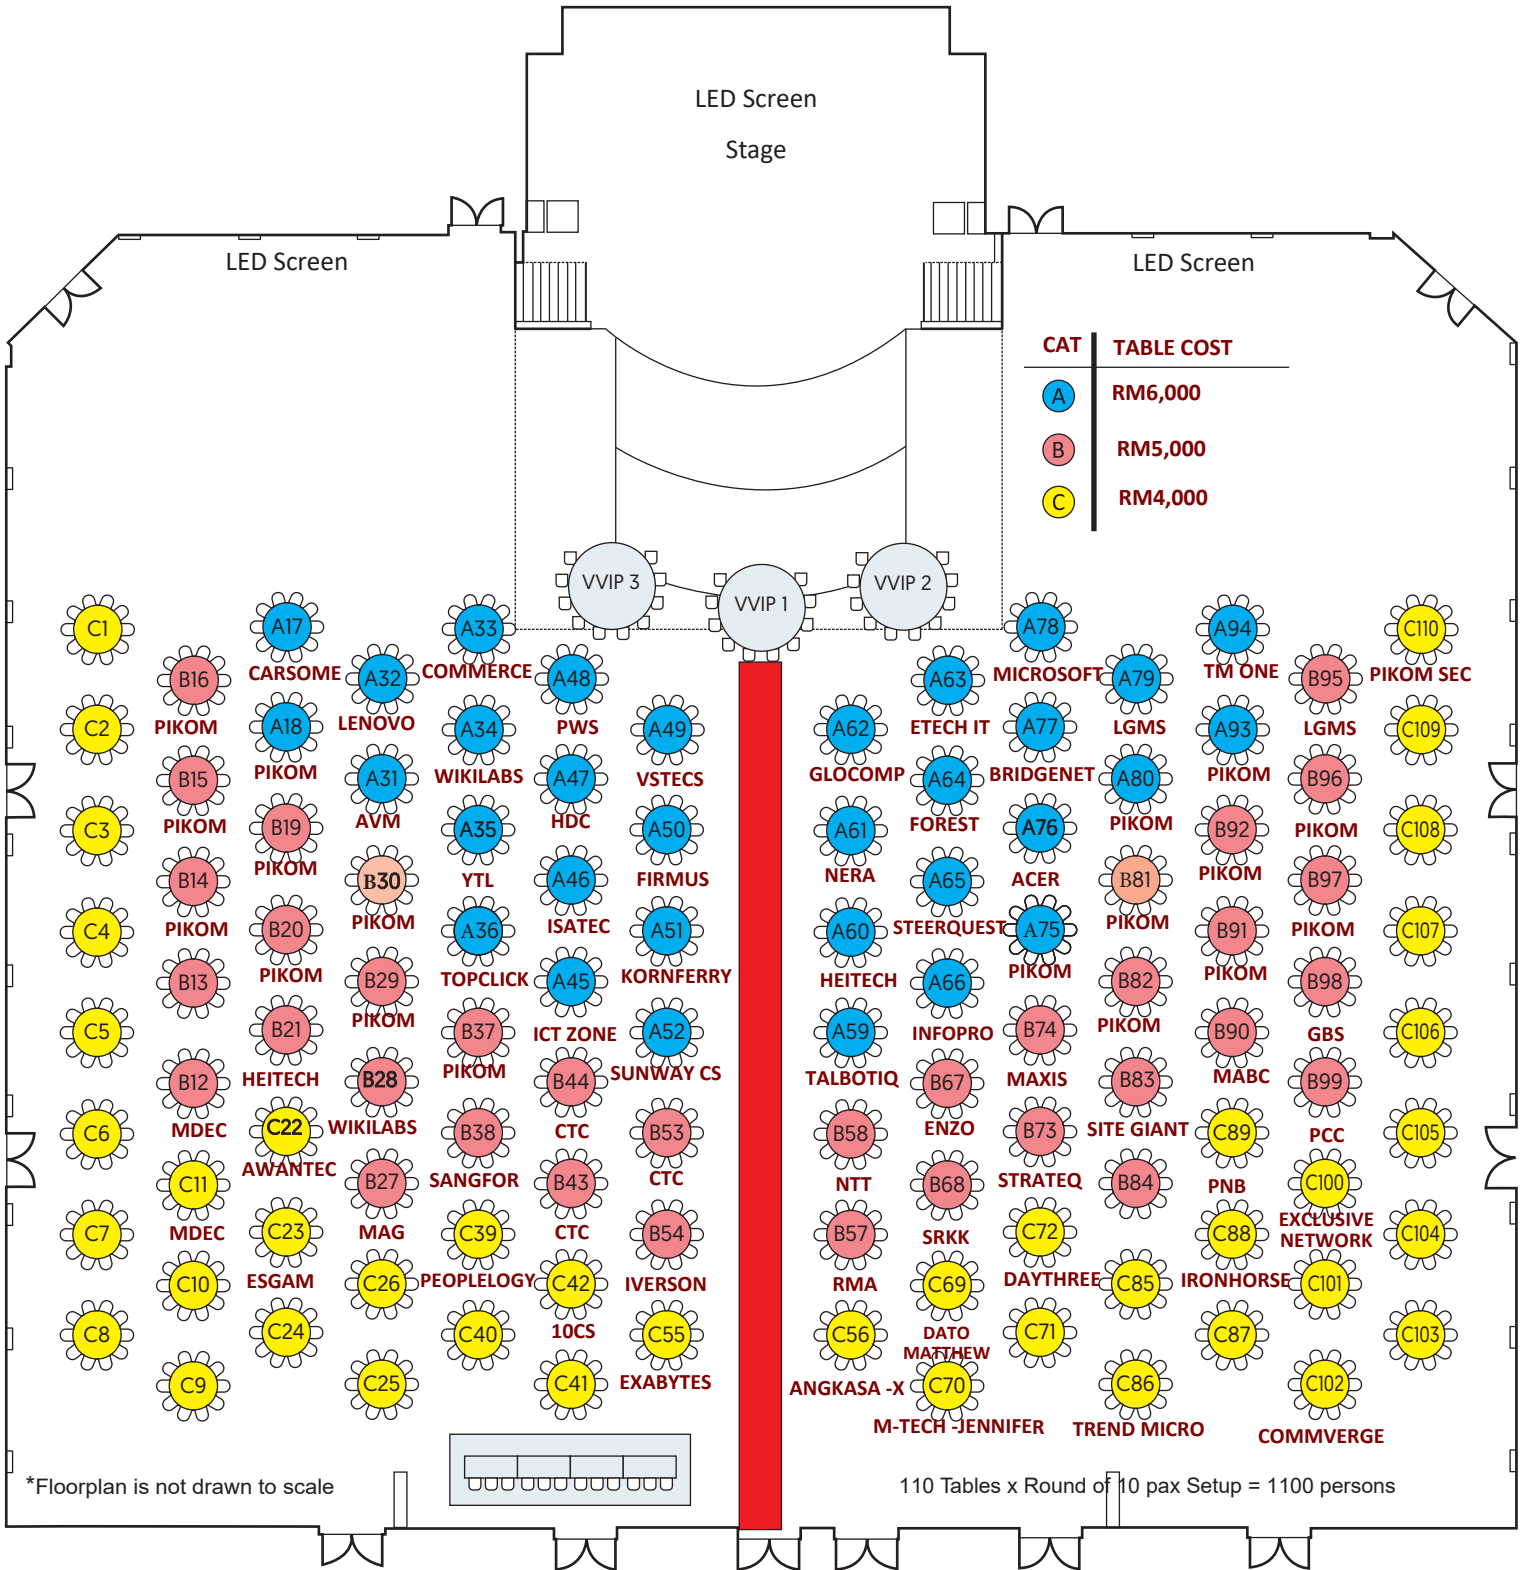 LED Screen
Stage
LED Screen
LED Screen
CAT TABLE COST
A RM6,000
B RM5,000
C RM4,000
VVIP 3
VVIP 1
VVIP 2
C1
A17
A33
A78
A94
C110
CARSOME
COMMERCE
MICROSOFT
TM ONE
PIKOM SEC
B16
A32
A48
A63
A79
B95
PIKOM
LENOVO
PWS
ETECH IT
LGMS
LGMS
C2
A18
A34
A49
A62
A77
A93
C109
PIKOM
WIKILABS
VSTECS
GLOCOMP
BRIDGENET
PIKOM
B15
A31
A47
A64
A80
B96
PIKOM
AVM
HDC
FOREST
PIKOM
PIKOM
C3
B19
A35
A50
A61
A76
B92
C108
PIKOM
YTL
FIRMUS
NERA
ACER
PIKOM
B14
B30
A46
A65
B81
B97
PIKOM
PIKOM
ISATEC
STEERQUEST
PIKOM
PIKOM
C4
B20
A36
A51
A60
A75
B91
C107
PIKOM
TOPCLICK
KORNFERRY
HEITECH
PIKOM
PIKOM
B13
B29
A45
A66
B82
B98
PIKOM
ICT ZONE
INFOPRO
PIKOM
GBS
C5
B21
B37
A52
A59
B74
B90
C106
HEITECH
PIKOM
SUNWAY CS
TALBOTIQ
MAXIS
MABC
B12
B28
B44
B67
B83
B99
MDEC
WIKILABS
CTC
ENZO
SITE GIANT
PCC
C6
C22
B38
B53
B58
B73
C89
C105
AWANTEC
SANGFOR
CTC
NTT
STRATEQ
PNB
C11
B27
B43
B68
B84
C100
MDEC
MAG
CTC
SRKK
EXCLUSIVE
NETWORK
C7
C23
C39
B54
B57
C72
C88
C104
ESGAM
PEOPLELOGY
IVERSON
RMA
DAYTHREE
IRONHORSE
C10
C26
C42
C69
C85
C101
10CS
DATO
MATTHEW
C8
C24
C40
C55
C56
C71
C87
C103
EXABYTES
ANGKASA -X
C9
C25
C41
C70
C86
C102
M-TECH -JENNIFER
TREND MICRO
COMMVERGE
*Floorplan is not drawn to scale
110 Tables x Round of 10 pax Setup = 1100 persons